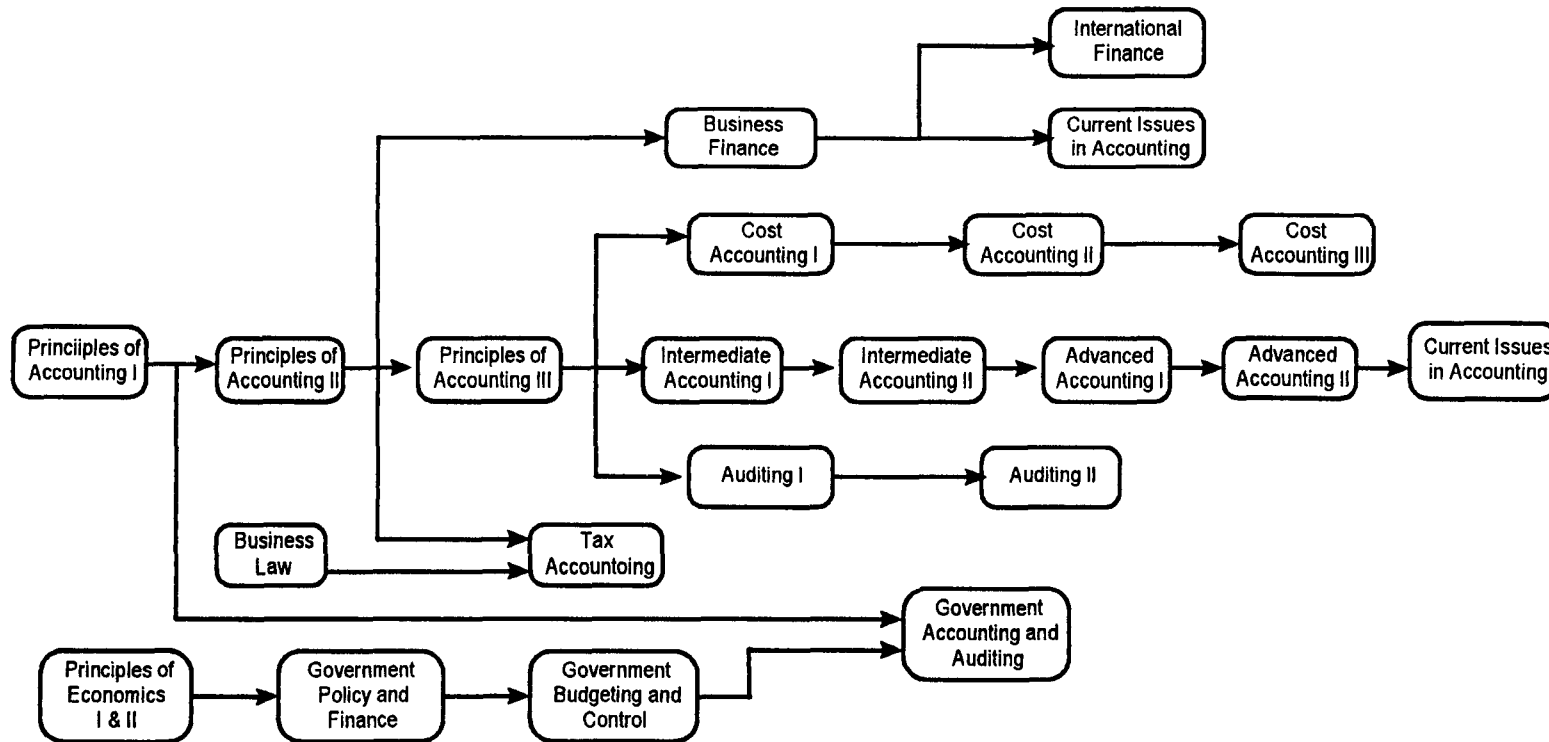 International
Finance
Business
Finance
Current Issues
in Accounting
Cost
Accounting I
Cost
Accounting II
Cost
Accounting III
Princiiples of
Accounting I
Principles of
Accounting II
Principles of
Accounting III
Intermediate
Accounting I
Intermediate
Accounting II
Advanced
Accounting I
Advanced
Accounting II
Current Issues
in Accounting
Auditing I
Auditing II
Business
Law
Tax
Accountoing
Government
Accounting and
Auditing
Principles of
Economics
I & II
Government
Policy and
Finance
Government
Budgeting and
Control